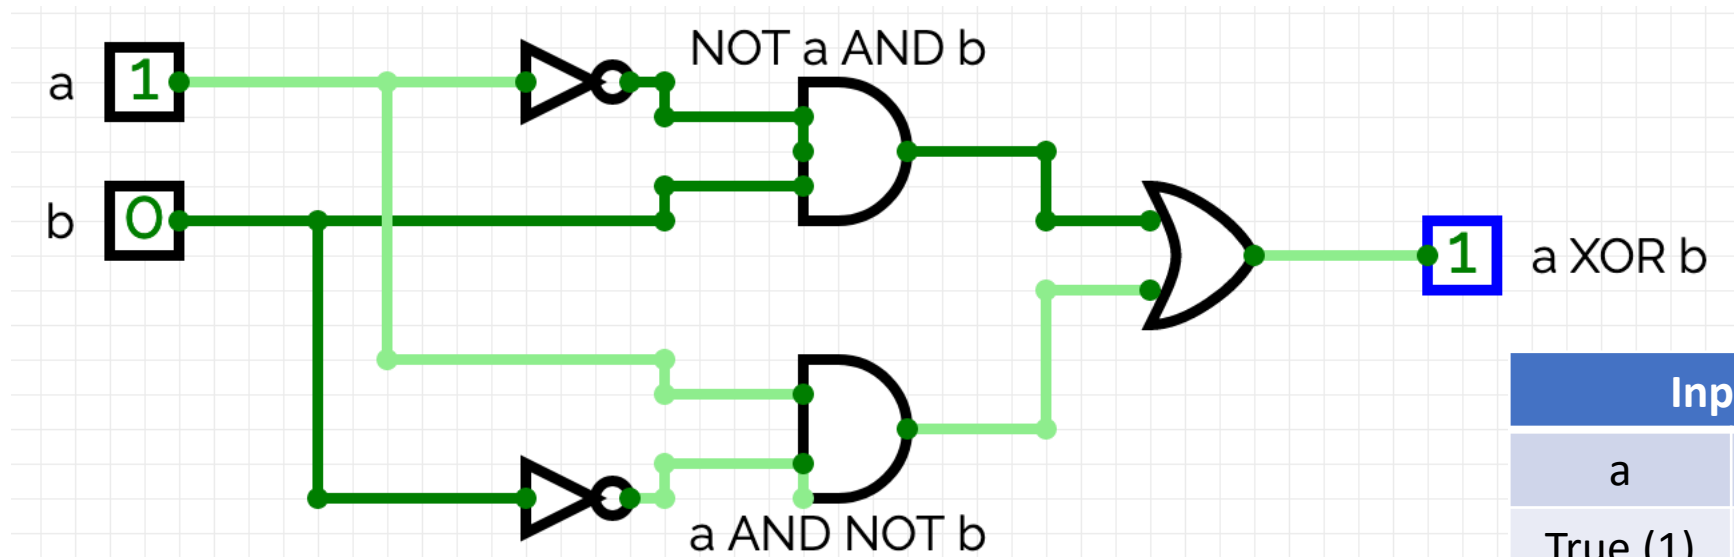 NOT a AND b
a 1
b 0
1 a XOR b
a AND NOT b
Inp
a
True (1)